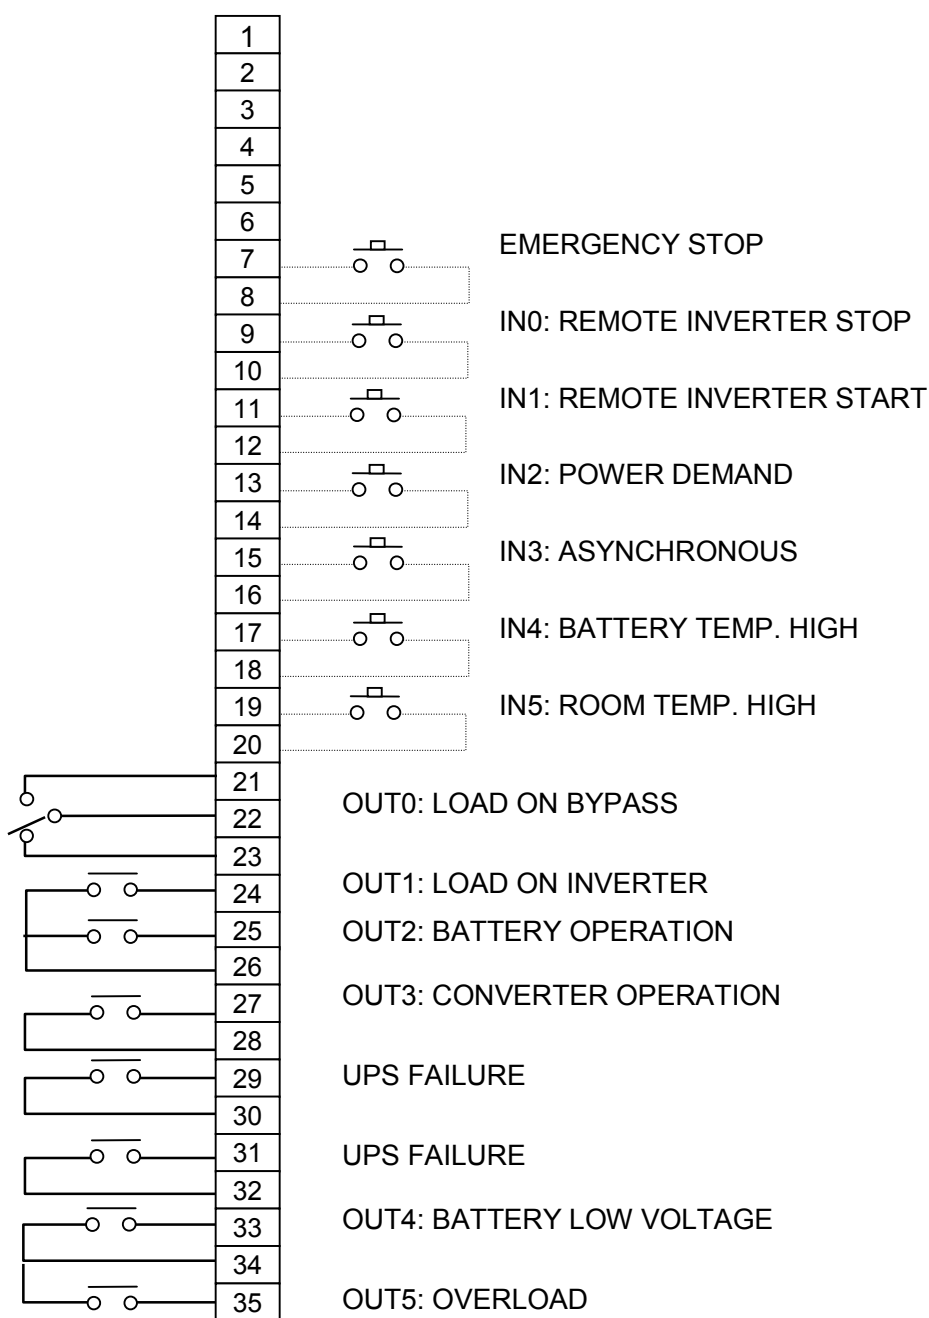 1
2
3
4
5
6
7
EMERGENCY STOP
8
9
IN0: REMOTE INVERTER STOP
10
11
IN1: REMOTE INVERTER START
12
13
IN2: POWER DEMAND
14
15
IN3: ASYNCHRONOUS
16
17
IN4: BATTERY TEMP. HIGH
18
19
IN5: ROOM TEMP. HIGH
20
21
22
OUT0: LOAD ON BYPASS
23
24
OUT1: LOAD ON INVERTER
25
OUT2: BATTERY OPERATION
26
27
OUT3: CONVERTER OPERATION
28
29
UPS FAILURE
30
31
UPS FAILURE
32
33
OUT4: BATTERY LOW VOLTAGE
34
35
OUT5: OVERLOAD